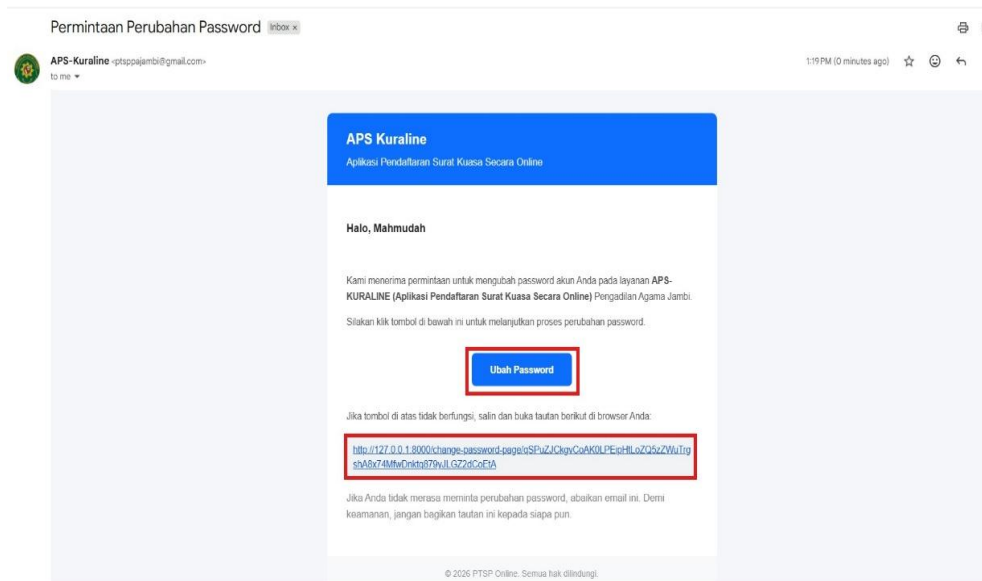 Permintaan Perubahan Password Inbox ×
APS-Kuraline <ptsppajambi@gmail.com>
1:19 PM (0 minutes ago)
to me
APS Kuraline
Aplikasi Pendaftaran Surat Kuasa Secara Online
Halo, Mahmudah
Kami menerima permintaan untuk mengubah password akun Anda pada layanan APS-
KURALINE (Aplikasi Pendaftaran Surat Kuasa Secara Online) Pengadilan Agama Jambi.
Silakan klik tombol di bawah ini untuk melanjutkan proses perubahan password.
Ubah Password
Jika tombol di atas tidak berfungsi, salin dan buka tautan berikut di browser Anda:
http://127.0.0.1:8000/change-password-page/
Jika Anda tidak merasa meminta perubahan password, abaikan email ini. Demi
keamanan, jangan bagikan tautan ini kepada siapa pun.
© 2026 PTSP Online. Semua hak dilindungi.